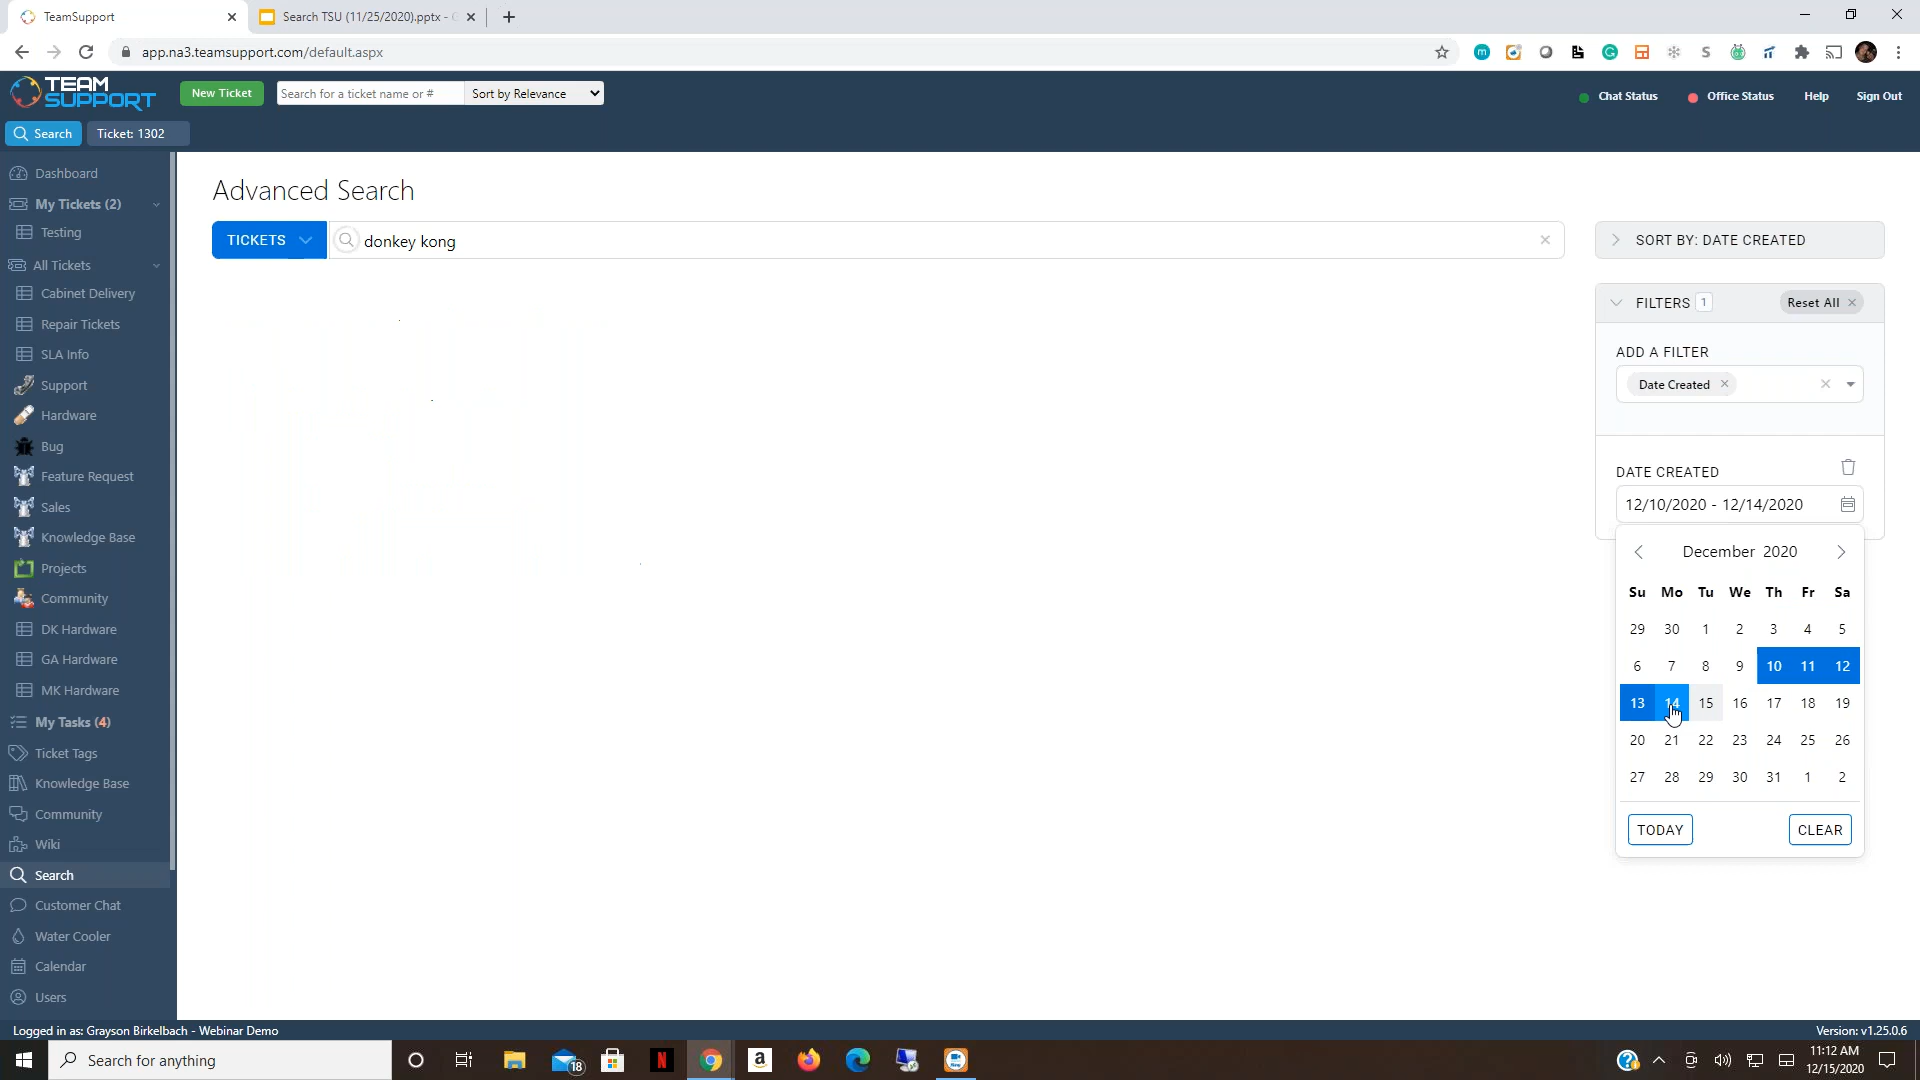 TeamSupport
Search TSU (11/25/2020).pptx - G
app.na3.teamsupport.com/default.aspx
TEAM
SUPPORT
New Ticket
Search for a ticket name or #
Sort by Relevance
Chat Status
Office Status
Help
Sign Out
Search
Ticket: 1302
Dashboard
My Tickets (2)
Testing
All Tickets
Cabinet Delivery
Repair Tickets
SLA Info
Support
Hardware
Bug
Feature Request
Sales
Knowledge Base
Projects
Community
DK Hardware
GA Hardware
MK Hardware
My Tasks (4)
Ticket Tags
Knowledge Base
Community
Wiki
Search
Customer Chat
Water Cooler
Calendar
Users
Advanced Search
TICKETS
donkey kong
SORT BY: DATE CREATED
FILTERS 1
Reset All
ADD A FILTER
Date Created
DATE CREATED
12/10/2020 - 12/14/2020
December 2020
Su Mo Tu We Th Fr Sa
29 30 1 2 3 4 5
6 7 8 9 10 11 12
13 14 15 16 17 18 19
20 21 22 23 24 25 26
27 28 29 30 31 1 2
TODAY
CLEAR
Logged in as: Grayson Birkelbach - Webinar Demo
Version: v1.25.0.6
Search for anything
18
11:12 AM
12/15/2020